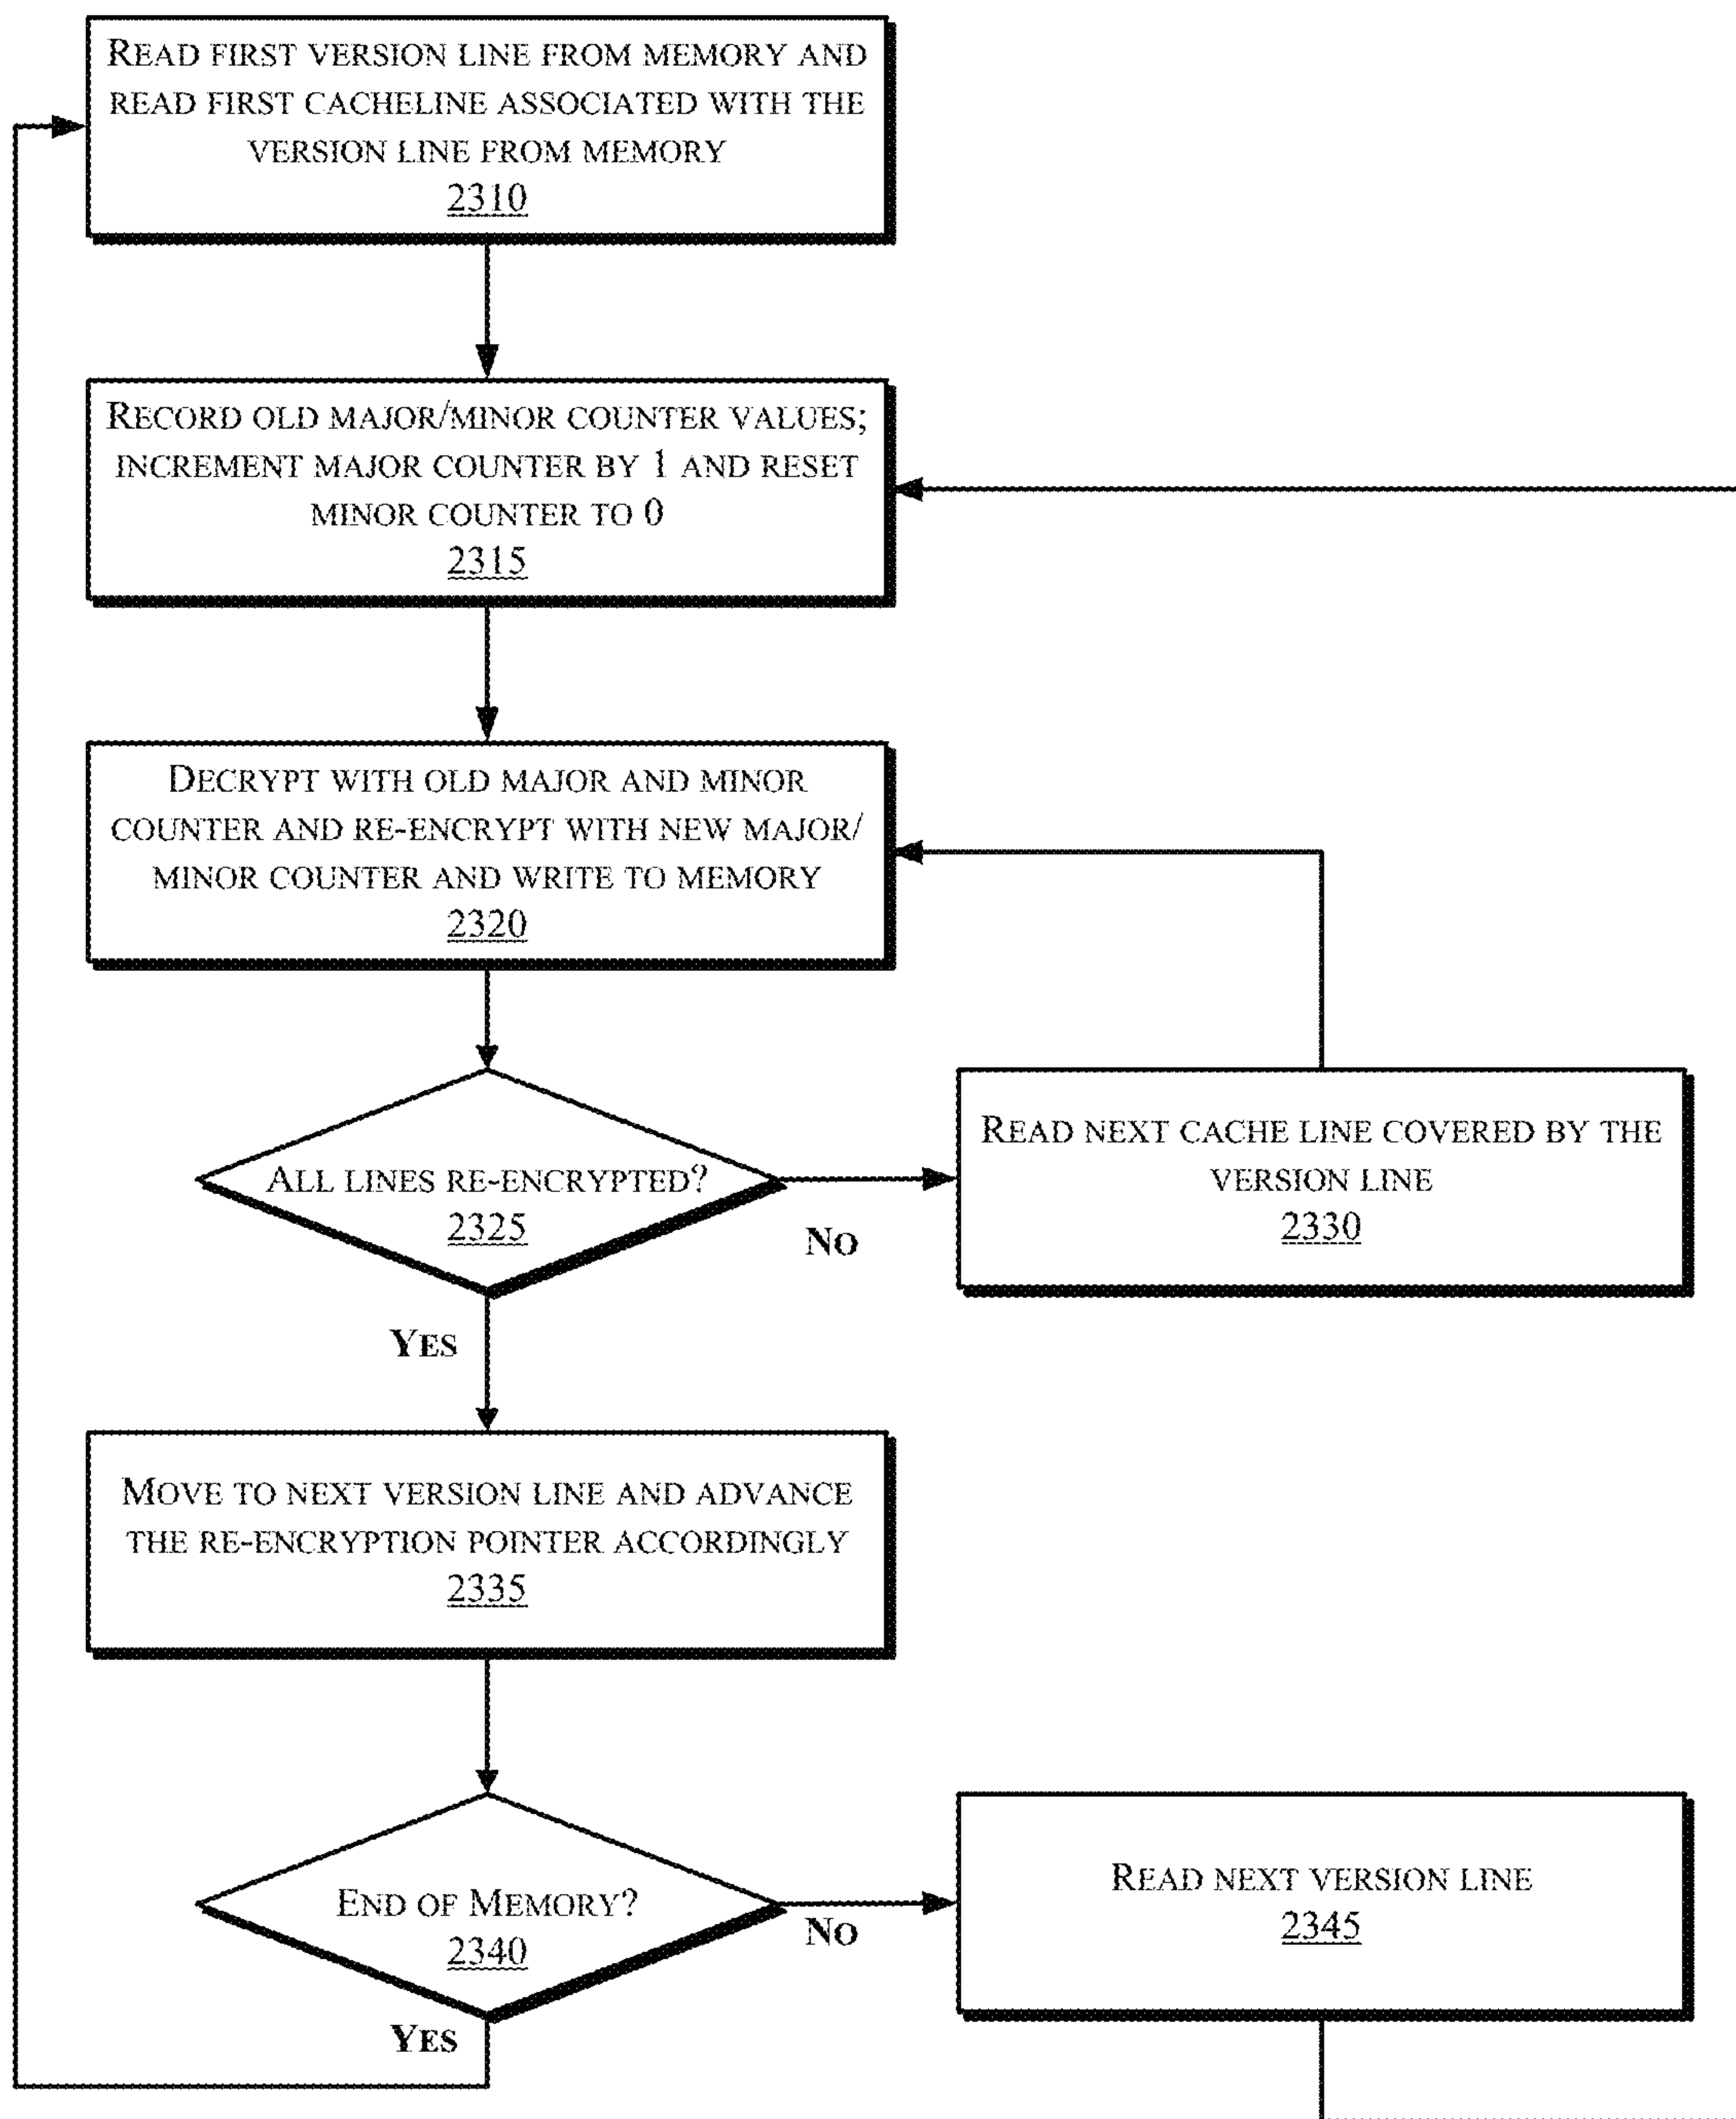 READ FIRST VERSION LINE FROM MEMORY AND
READ FIRST CACHELINE ASSOCIATED WITH THE
VERSION LINE FROM MEMORY
2310
RECORD OLD MAJOR/MINOR COUNTER VALUES;
INCREMENT MAJOR COUNTER BY 1 AND RESET
MINOR COUNTER TO 0
2315
DECRYPT WITH OLD MAJOR AND MINOR
COUNTER AND RE-ENCRYPT WITH NEW MAJOR/
MINOR COUNTER AND WRITE TO MEMORY
2320
ALL LINES RE-ENCRYPTED?
2325
NO
READ NEXT CACHE LINE COVERED BY THE
VERSION LINE
2330
YES
MOVE TO NEXT VERSION LINE AND ADVANCE
THE RE-ENCRYPTION POINTER ACCORDINGLY
2335
END OF MEMORY?
2340
NO
READ NEXT VERSION LINE
2345
YES